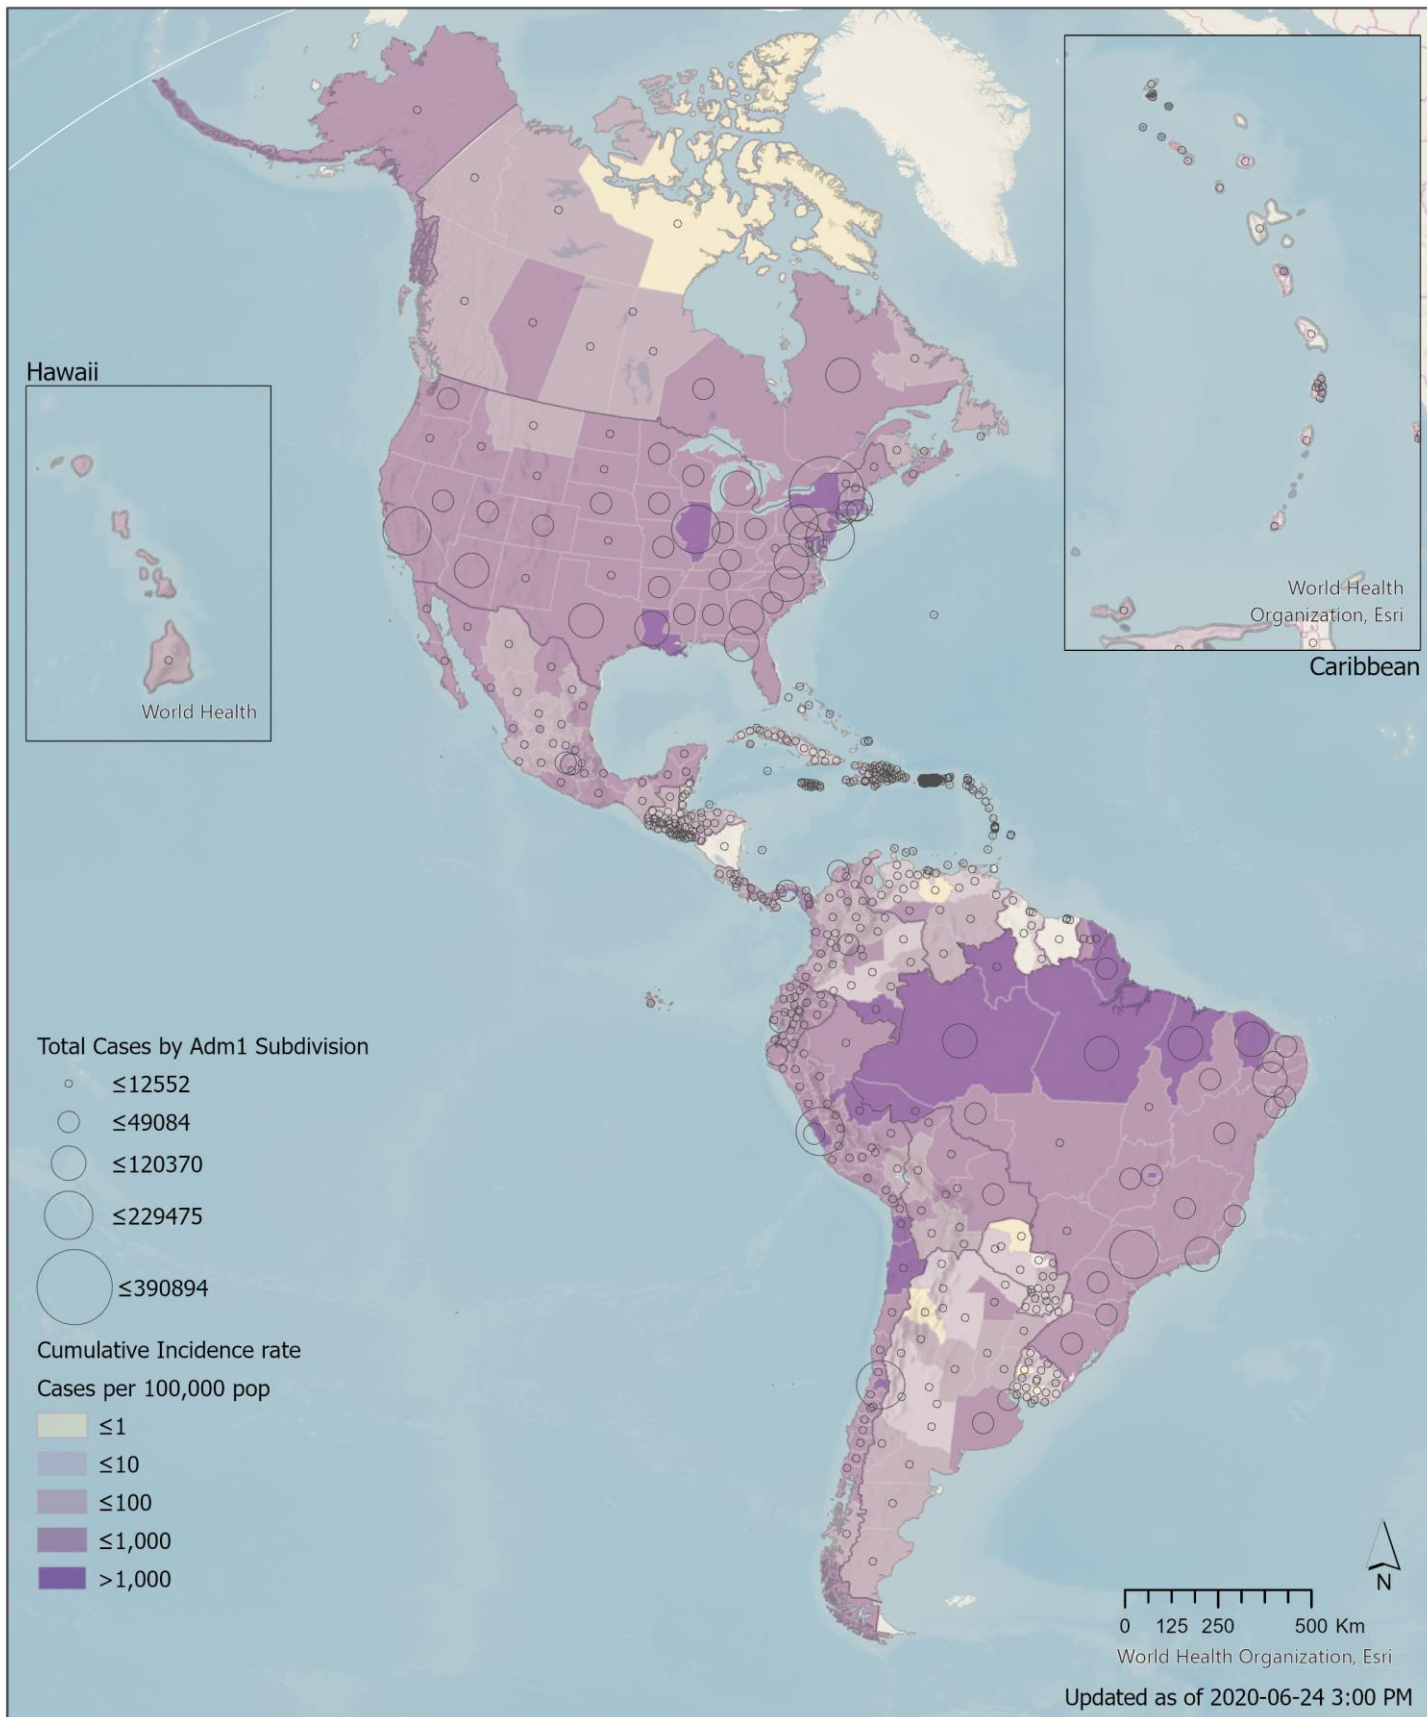 Hawaii
World Health
World Health
Organization, Esri
Caribbean
Total Cases by Adm1 Subdivision
≤12552
≤49084
≤120370
≤229475
≤390894
Cumulative Incidence rate
Cases per 100,000 pop
≤1
≤10
≤100
≤1,000
>1,000
N
0 125 250 500 Km
World Health Organization, Esri
Updated as of 2020-06-24 3:00 PM